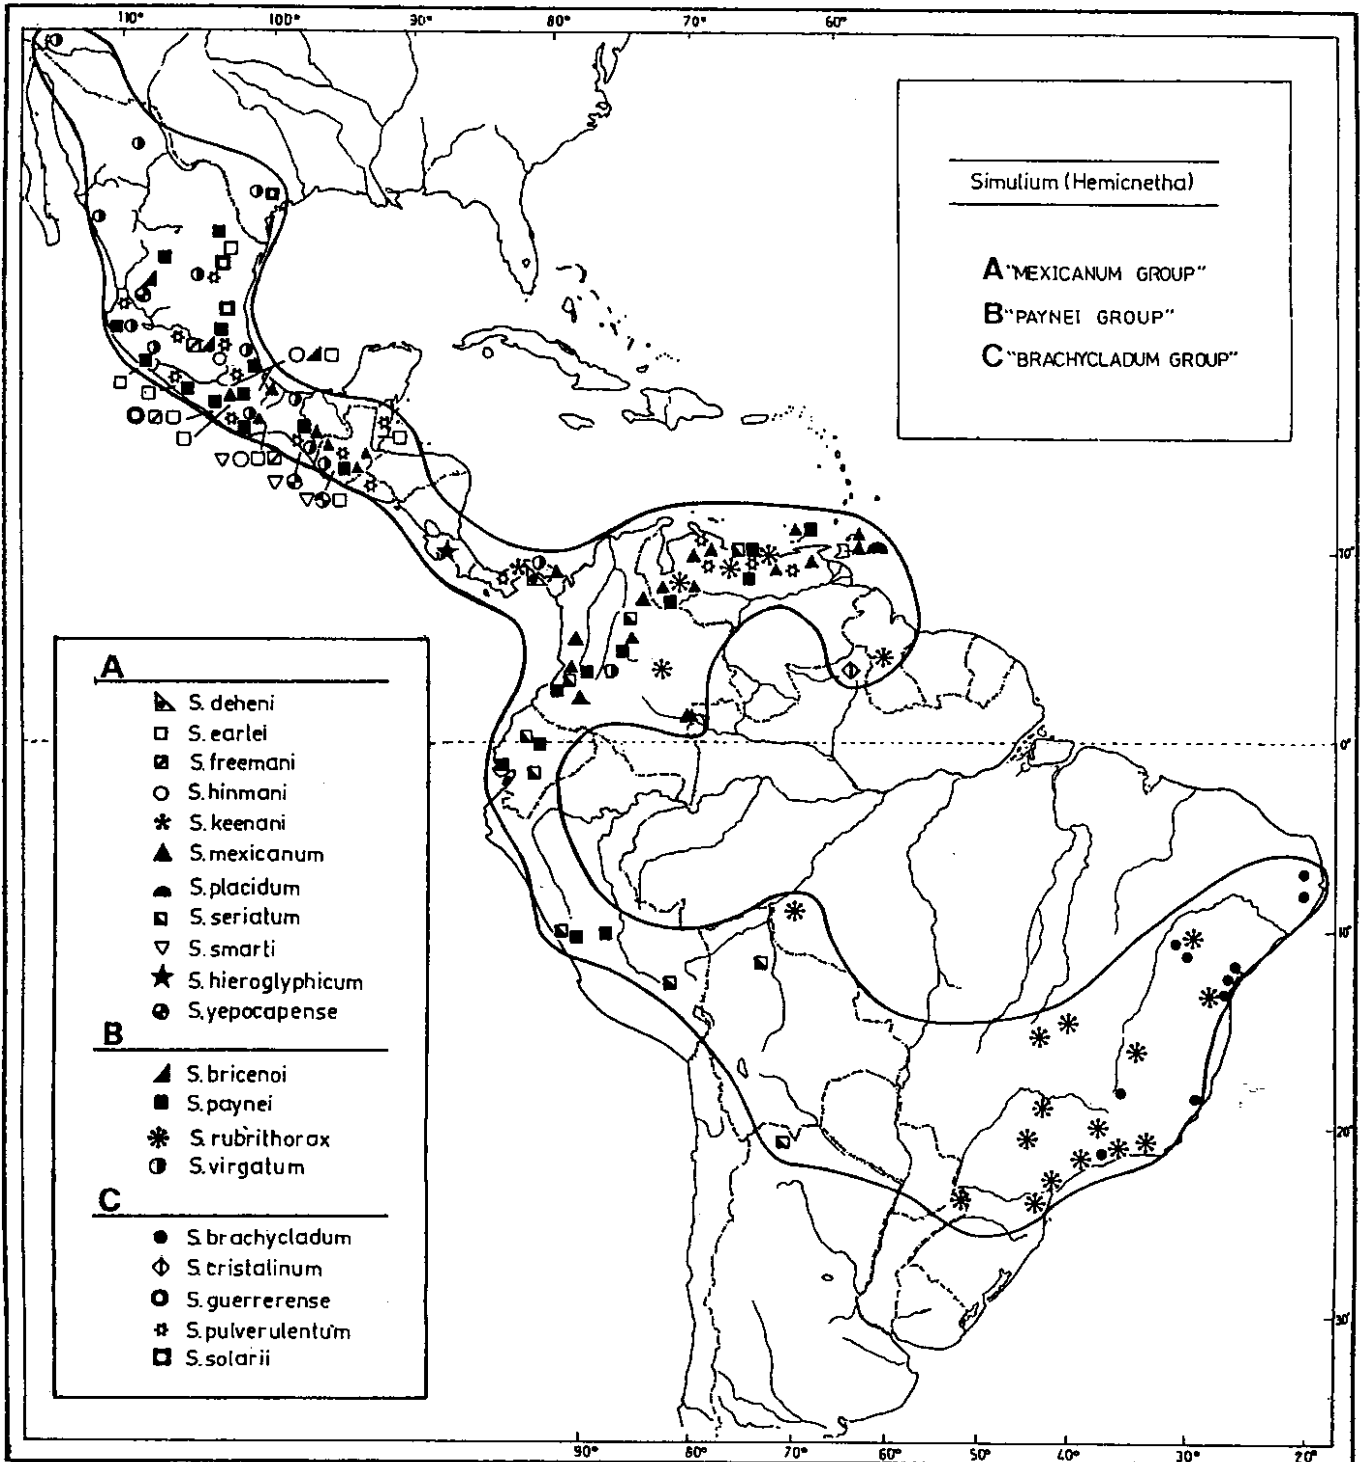 110° 100° 30° 80° 70° 60°
Simulium (Hemicnetha)
A "MEXICANUM GROUP"
B "PAYNEI GROUP"
C "BRACHYCLADUM GROUP"
10°
0°
10°
20°
30°
A
S. deheni
S. earlei
S. freemani
S. hinmani
S. keenani
S. mexicanum
S. placidum
S. seriatum
S. smarti
S. hieroglyphicum
S. yepocapense
B
S. bricenoi
S. paynei
S. rubrithorax
S. virgatum
C
S. brachycladum
S. cristalinum
S. guerrerense
S. pulverulentum
S. solarii
90° 80° 70° 60° 50° 40° 30° 20°